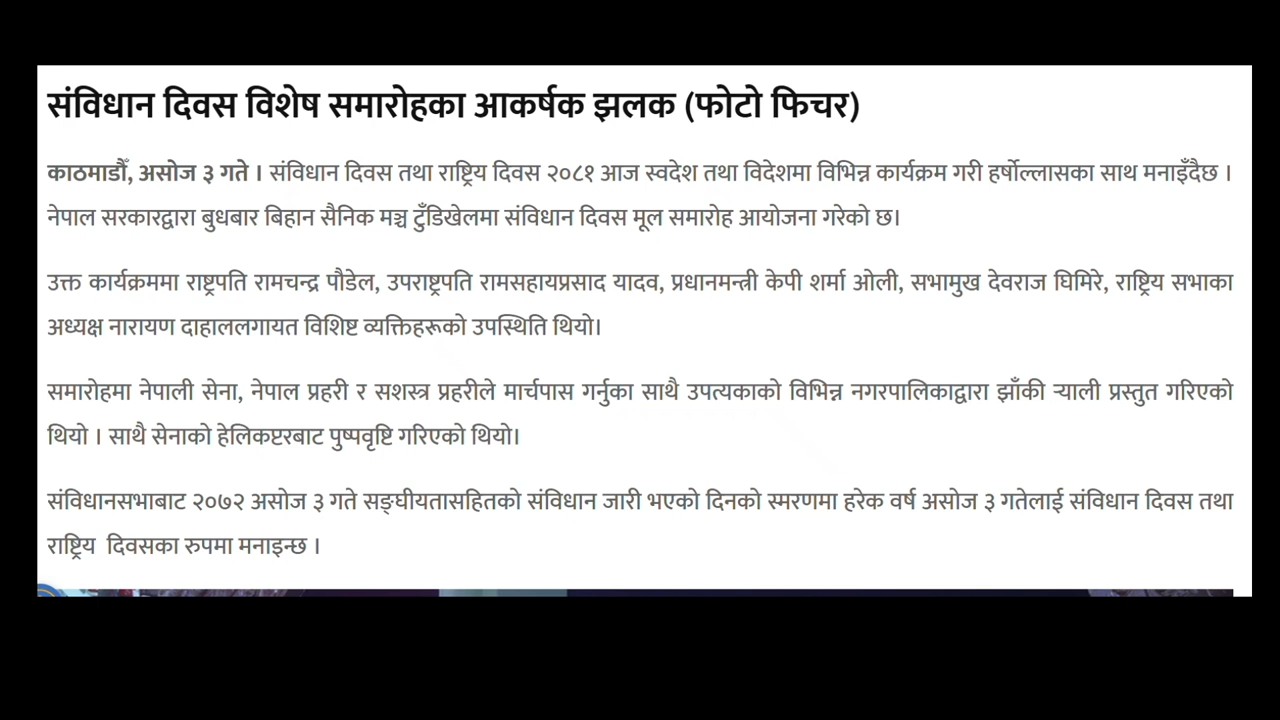 संविधान दिवस विशेष समारोहका आकर्षक झलक (फोटो फिचर)
काठमाडौँ, असोज ३ गते । संविधान दिवस तथा राष्ट्रिय दिवस २०८१ आज स्वदेश तथा विदेशमा विभिन्न कार्यक्रम गरी हर्षोल्लासका साथ मनाइँदैछ ।
नेपाल सरकारद्वारा बुधबार बिहान सैनिक मञ्च टुँडिखेलमा संविधान दिवस मूल समारोह आयोजना गरेको छ।
उक्त कार्यक्रममा राष्ट्रपति रामचन्द्र पौडेल, उपराष्ट्रपति रामसहायप्रसाद यादव, प्रधानमन्त्री केपी शर्मा ओली, सभामुख देवराज घिमिरे, राष्ट्रिय सभाका
अध्यक्ष नारायण दाहाललगायत विशिष्ट व्यक्तिहरूको उपस्थिति थियो।
समारोहमा नेपाली सेना, नेपाल प्रहरी र सशस्त्र प्रहरीले मार्चपास गर्नुका साथै उपत्यकाको विभिन्न नगरपालिकाद्वारा झाँकी ऱ्याली प्रस्तुत गरिएको
थियो । साथै सेनाको हेलिकप्टरबाट पुष्पवृष्टि गरिएको थियो।
संविधानसभाबाट २०७२ असोज ३ गते सङ्घीयतासहितको संविधान जारी भएको दिनको स्मरणमा हरेक वर्ष असोज ३ गतेलाई संविधान दिवस तथा
राष्ट्रिय  दिवसका रुपमा मनाइन्छ ।